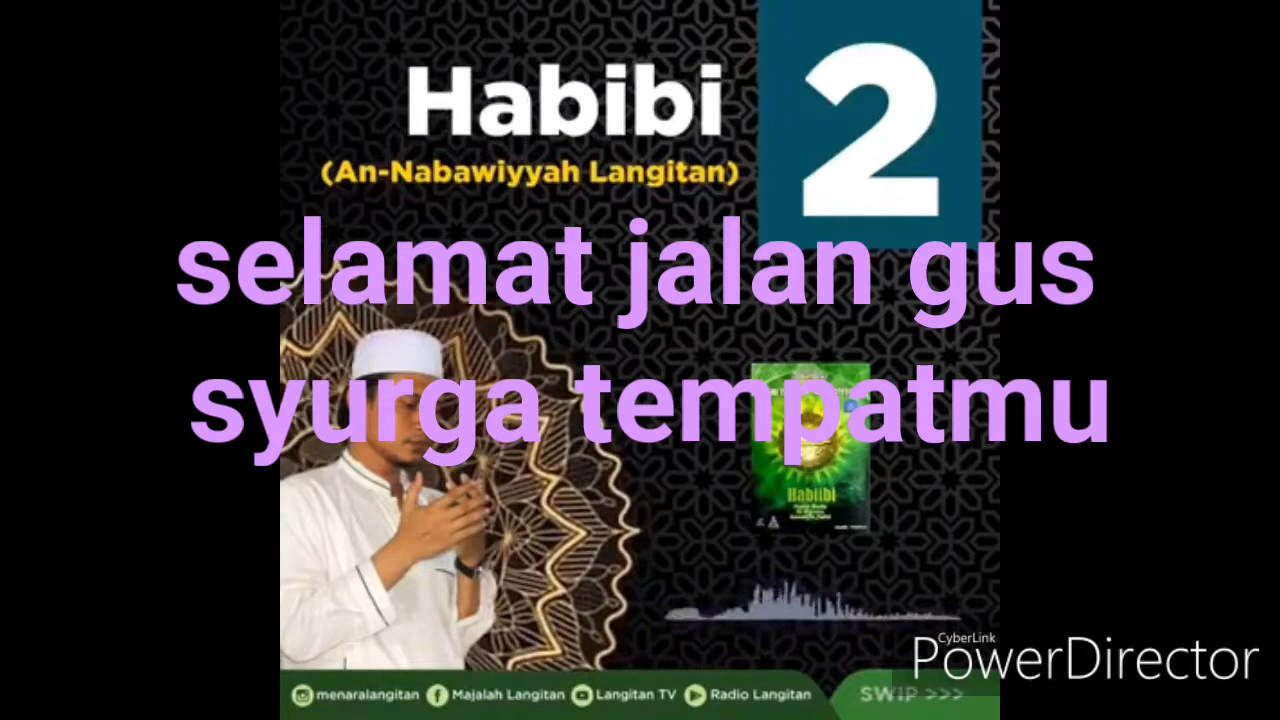 Habibi
2
(An-Nabawiyyah Langitan)
selamat jalan gus
syurga tempatmu
Habiibi
CyberLink
PowerDirector
menaralangitan
Majalah Langitan
Langitan TV
Radio Langitan
SWIP >>>